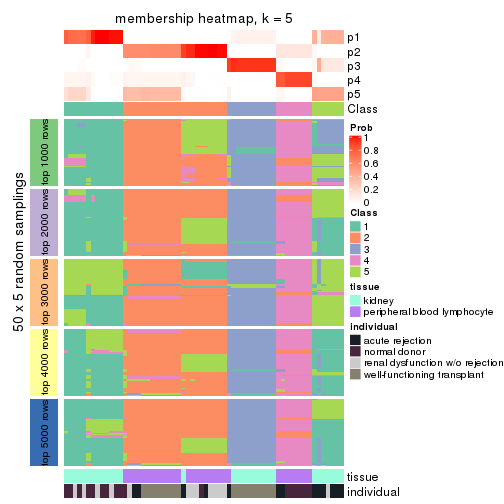 membership heatmap, k = 5
p1
p2
p3
p4
p5
Class
50 x 5 random samplings
top 1000 rows
top 2000 rows
top 3000 rows
top 4000 rows
top 5000 rows
Prob
1
0.8
0.6
0.4
0.2
0
Class
1
2
3
4
5
tissue
kidney
peripheral blood lymphocyte
individual
acute rejection
normal donor
renal dysfunction w/o rejection
well-functioning transplant
tissue
individual